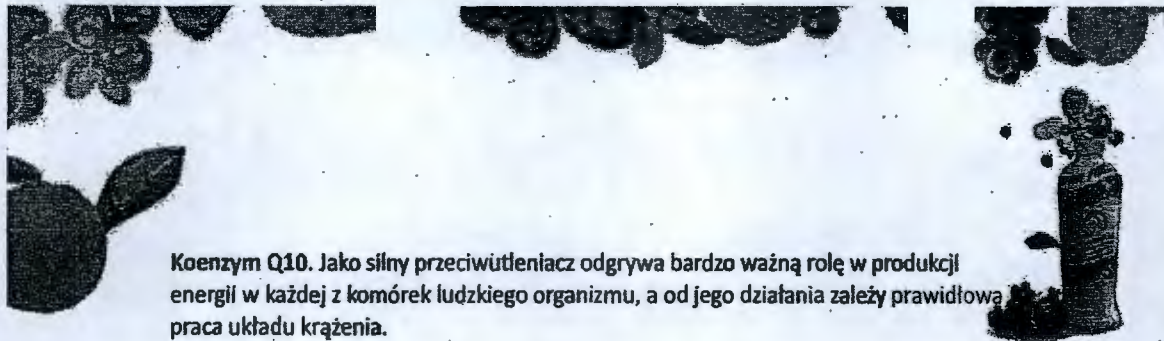 Koenzym Q10. Jako silny przeciwutleniacz odgrywa bardzo ważną rolę w produkcji
energii w każdej z komórek ludzkiego organizmu, a od jego działania zależy prawidłowa
praca układu krążenia.